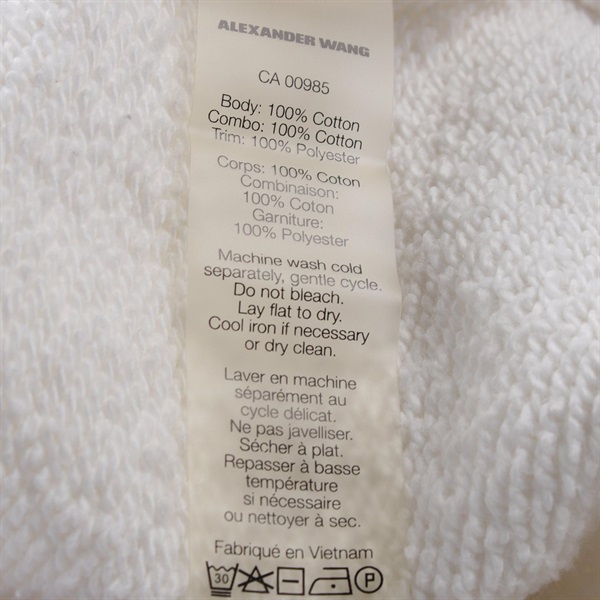 ALEXANDER WANG
CA 00985
Body: 100% Cotton
Combo: 100% Cotton
Trim: 100% Polyester
Corps: 100% Coton
Combinaison:
100% Coton
Garniture:
100% Polyester
Machine wash cold
separately, gentle cycle.
Do not bleach.
Lay flat to dry.
Cool iron if necessary
or dry clean.
Laver en machine
séparément au
cycle délicat.
Ne pas javelliser.
Sécher à plat.
Repasser à basse
température
si nécessaire
ou nettoyer à sec.
Fabriqué en Vietnam
30 P